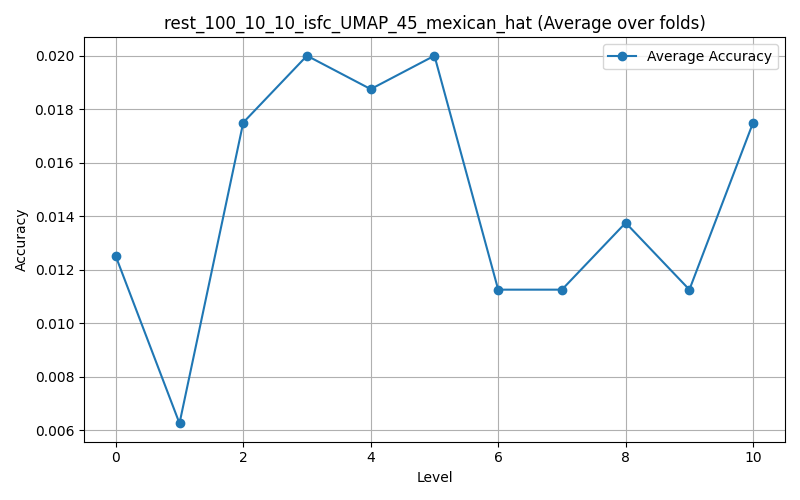 rest_100_10_10_isfc_UMAP_45_mexican_hat (Average over folds)
Average Accuracy
Accuracy
0.020
0.018
0.016
0.014
0.012
0.010
0.008
0.006
0 2 4 6 8 10
Level